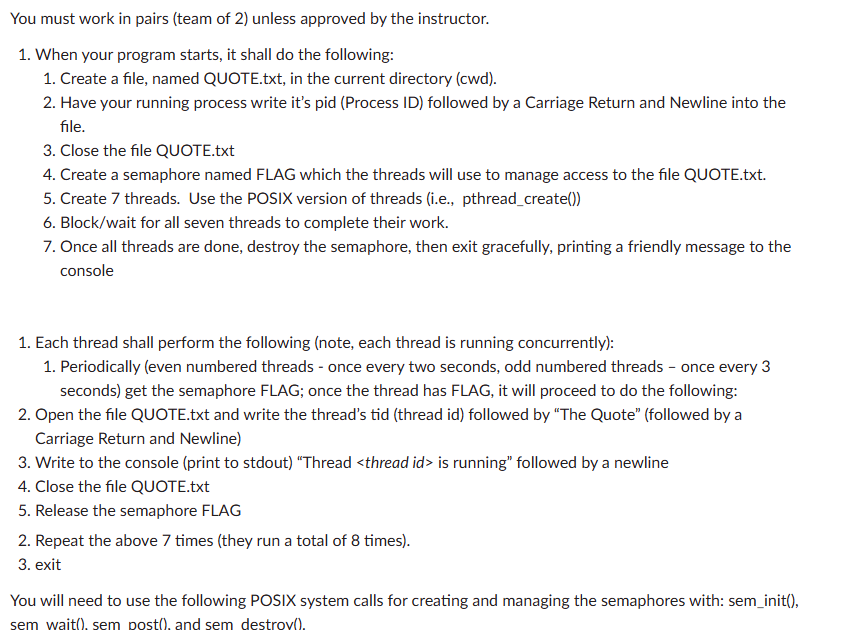 You must work in pairs (team of 2) unless approved by the instructor.
1. When your program starts, it shall do the following:
1. Create a file, named QUOTE.txt, in the current directory (cwd).
2. Have your running process write it's pid (Process ID) followed by a Carriage Return and Newline into the
file.
3. Close the file QUOTE.txt
4. Create a semaphore named FLAG which the threads will use to manage access to the file QUOTE.txt.
5. Create 7 threads. Use the POSIX version of threads (i.e., pthread_create())
6. Block/wait for all seven threads to complete their work.
7. Once all threads are done, destroy the semaphore, then exit gracefully, printing a friendly message to the
console
1. Each thread shall perform the following (note, each thread is running concurrently):
1. Periodically (even numbered threads - once every two seconds, odd numbered threads – once every 3
seconds) get the semaphore FLAG; once the thread has FLAG, it will proceed to do the following:
2. Open the file QUOTE.txt and write the thread's tid (thread id) followed by “The Quote” (followed by a
Carriage Return and Newline)
3. Write to the console (print to stdout) “Thread <thread id> is running” followed by a newline
4. Close the file QUOTE.txt
5. Release the semaphore FLAG
2. Repeat the above 7 times (they run a total of 8 times).
3. exit
You will need to use the following POSIX system calls for creating and managing the semaphores with: sem_init(),
sem_wait(), sem_post(), and sem_destroy().